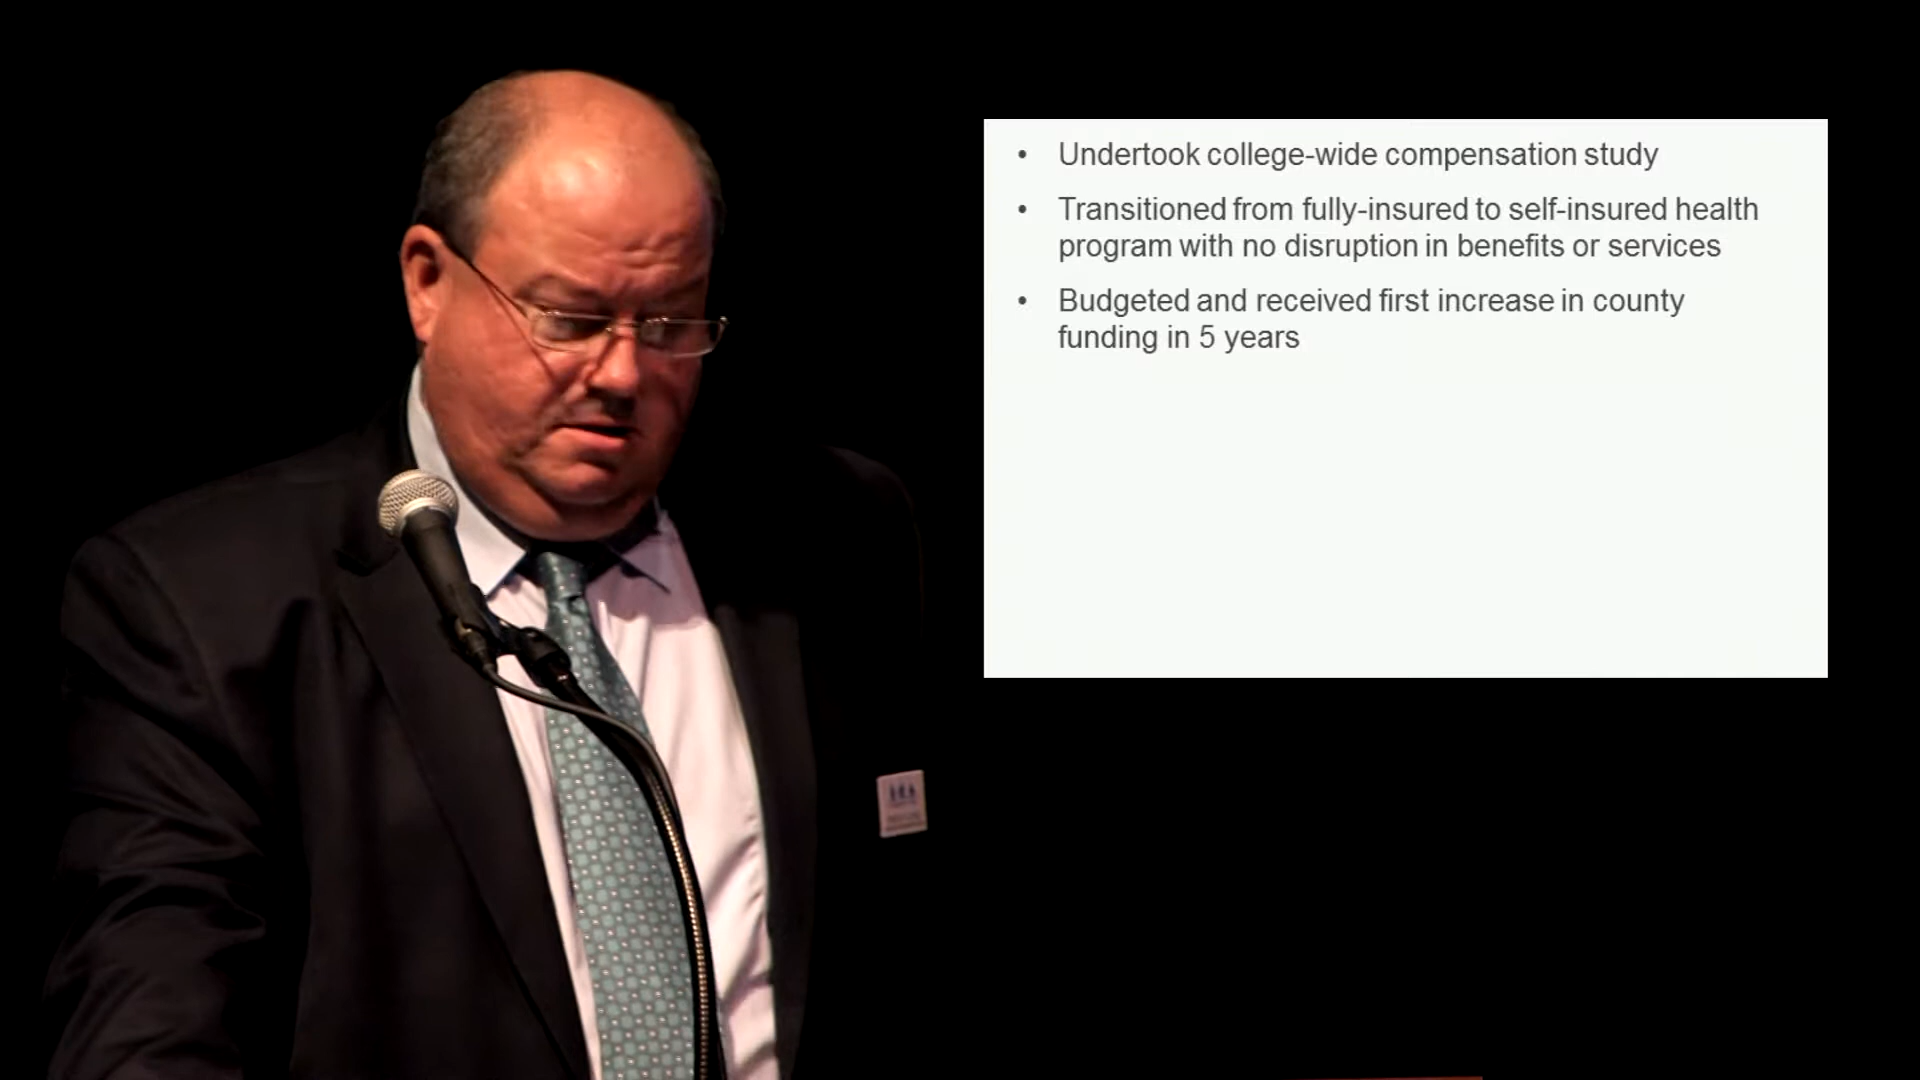 • Undertook college-wide compensation study
• Transitioned from fully-insured to self-insured health
program with no disruption in benefits or services
• Budgeted and received first increase in county
funding in 5 years